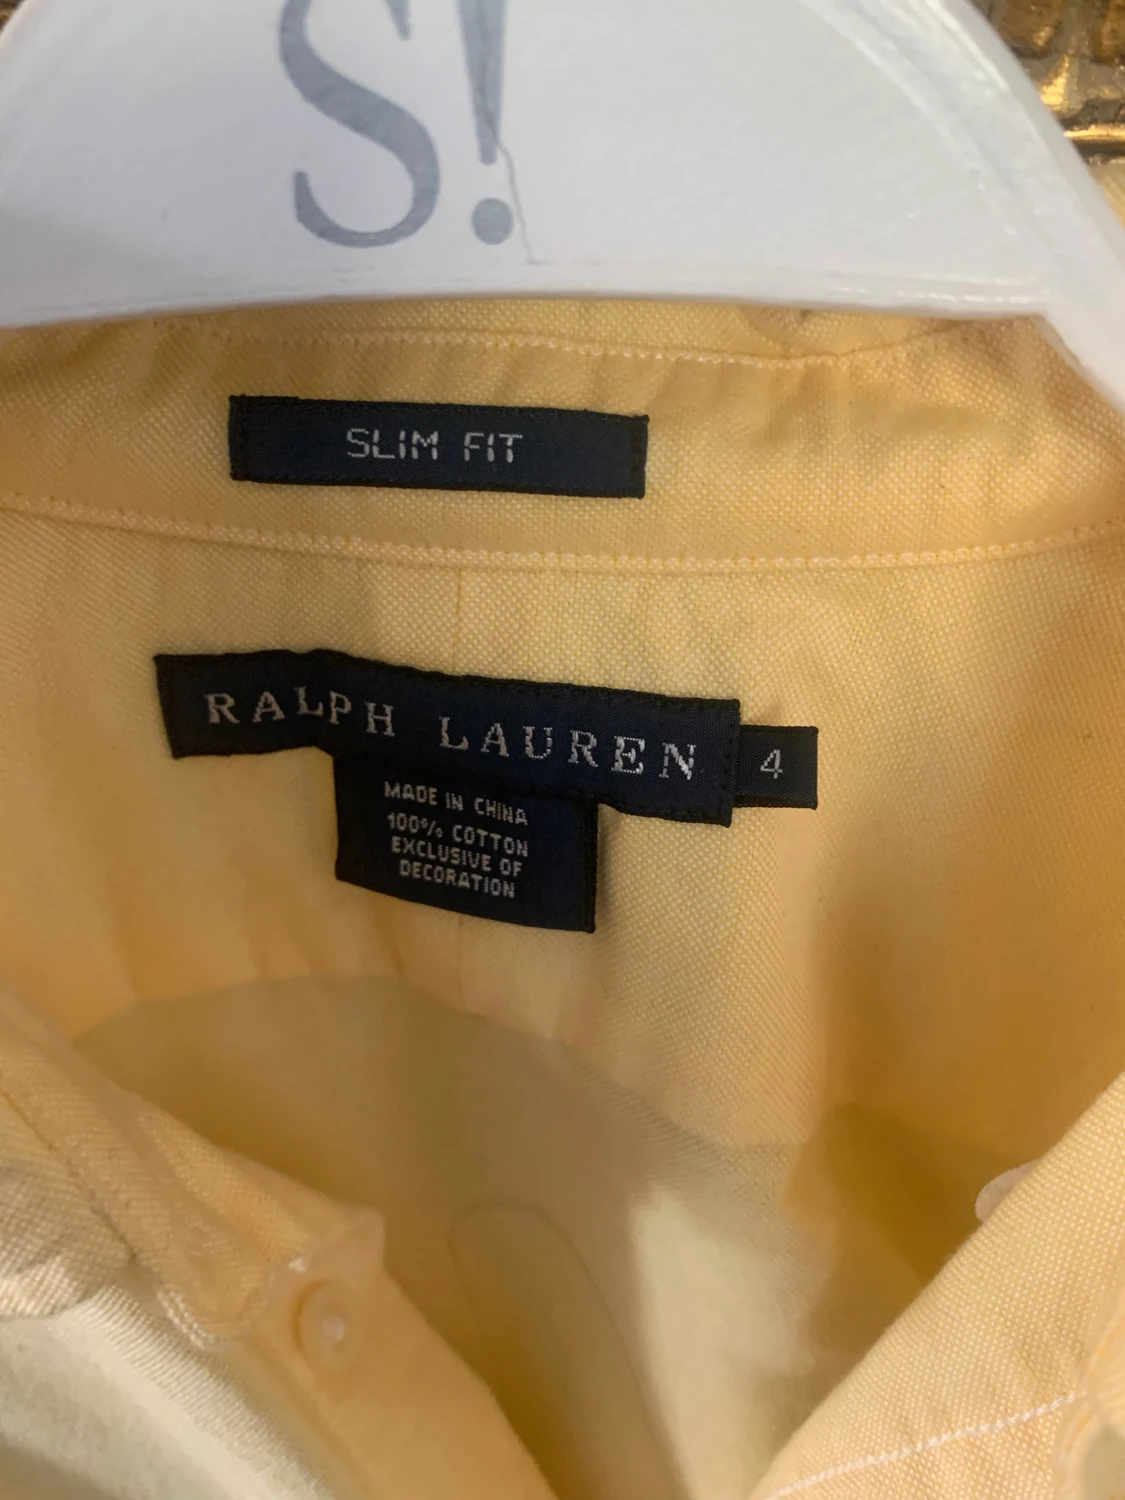 S!
SLIM FIT
RALPH LAUREN 4
MADE IN CHINA
100% COTTON
EXCLUSIVE OF
DECORATION